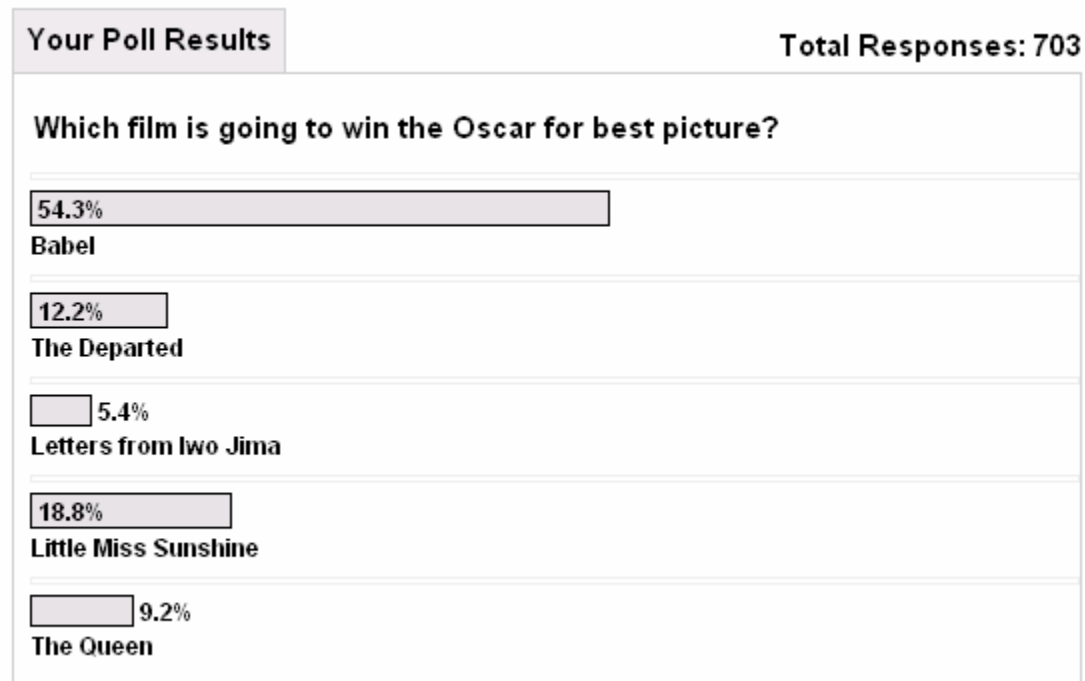 Your Poll Results
Total Responses: 703
Which film is going to win the Oscar for best picture?
54.3%
Babel
12.2%
The Departed
5.4%
Letters from Iwo Jima
18.8%
Little Miss Sunshine
9.2%
The Queen